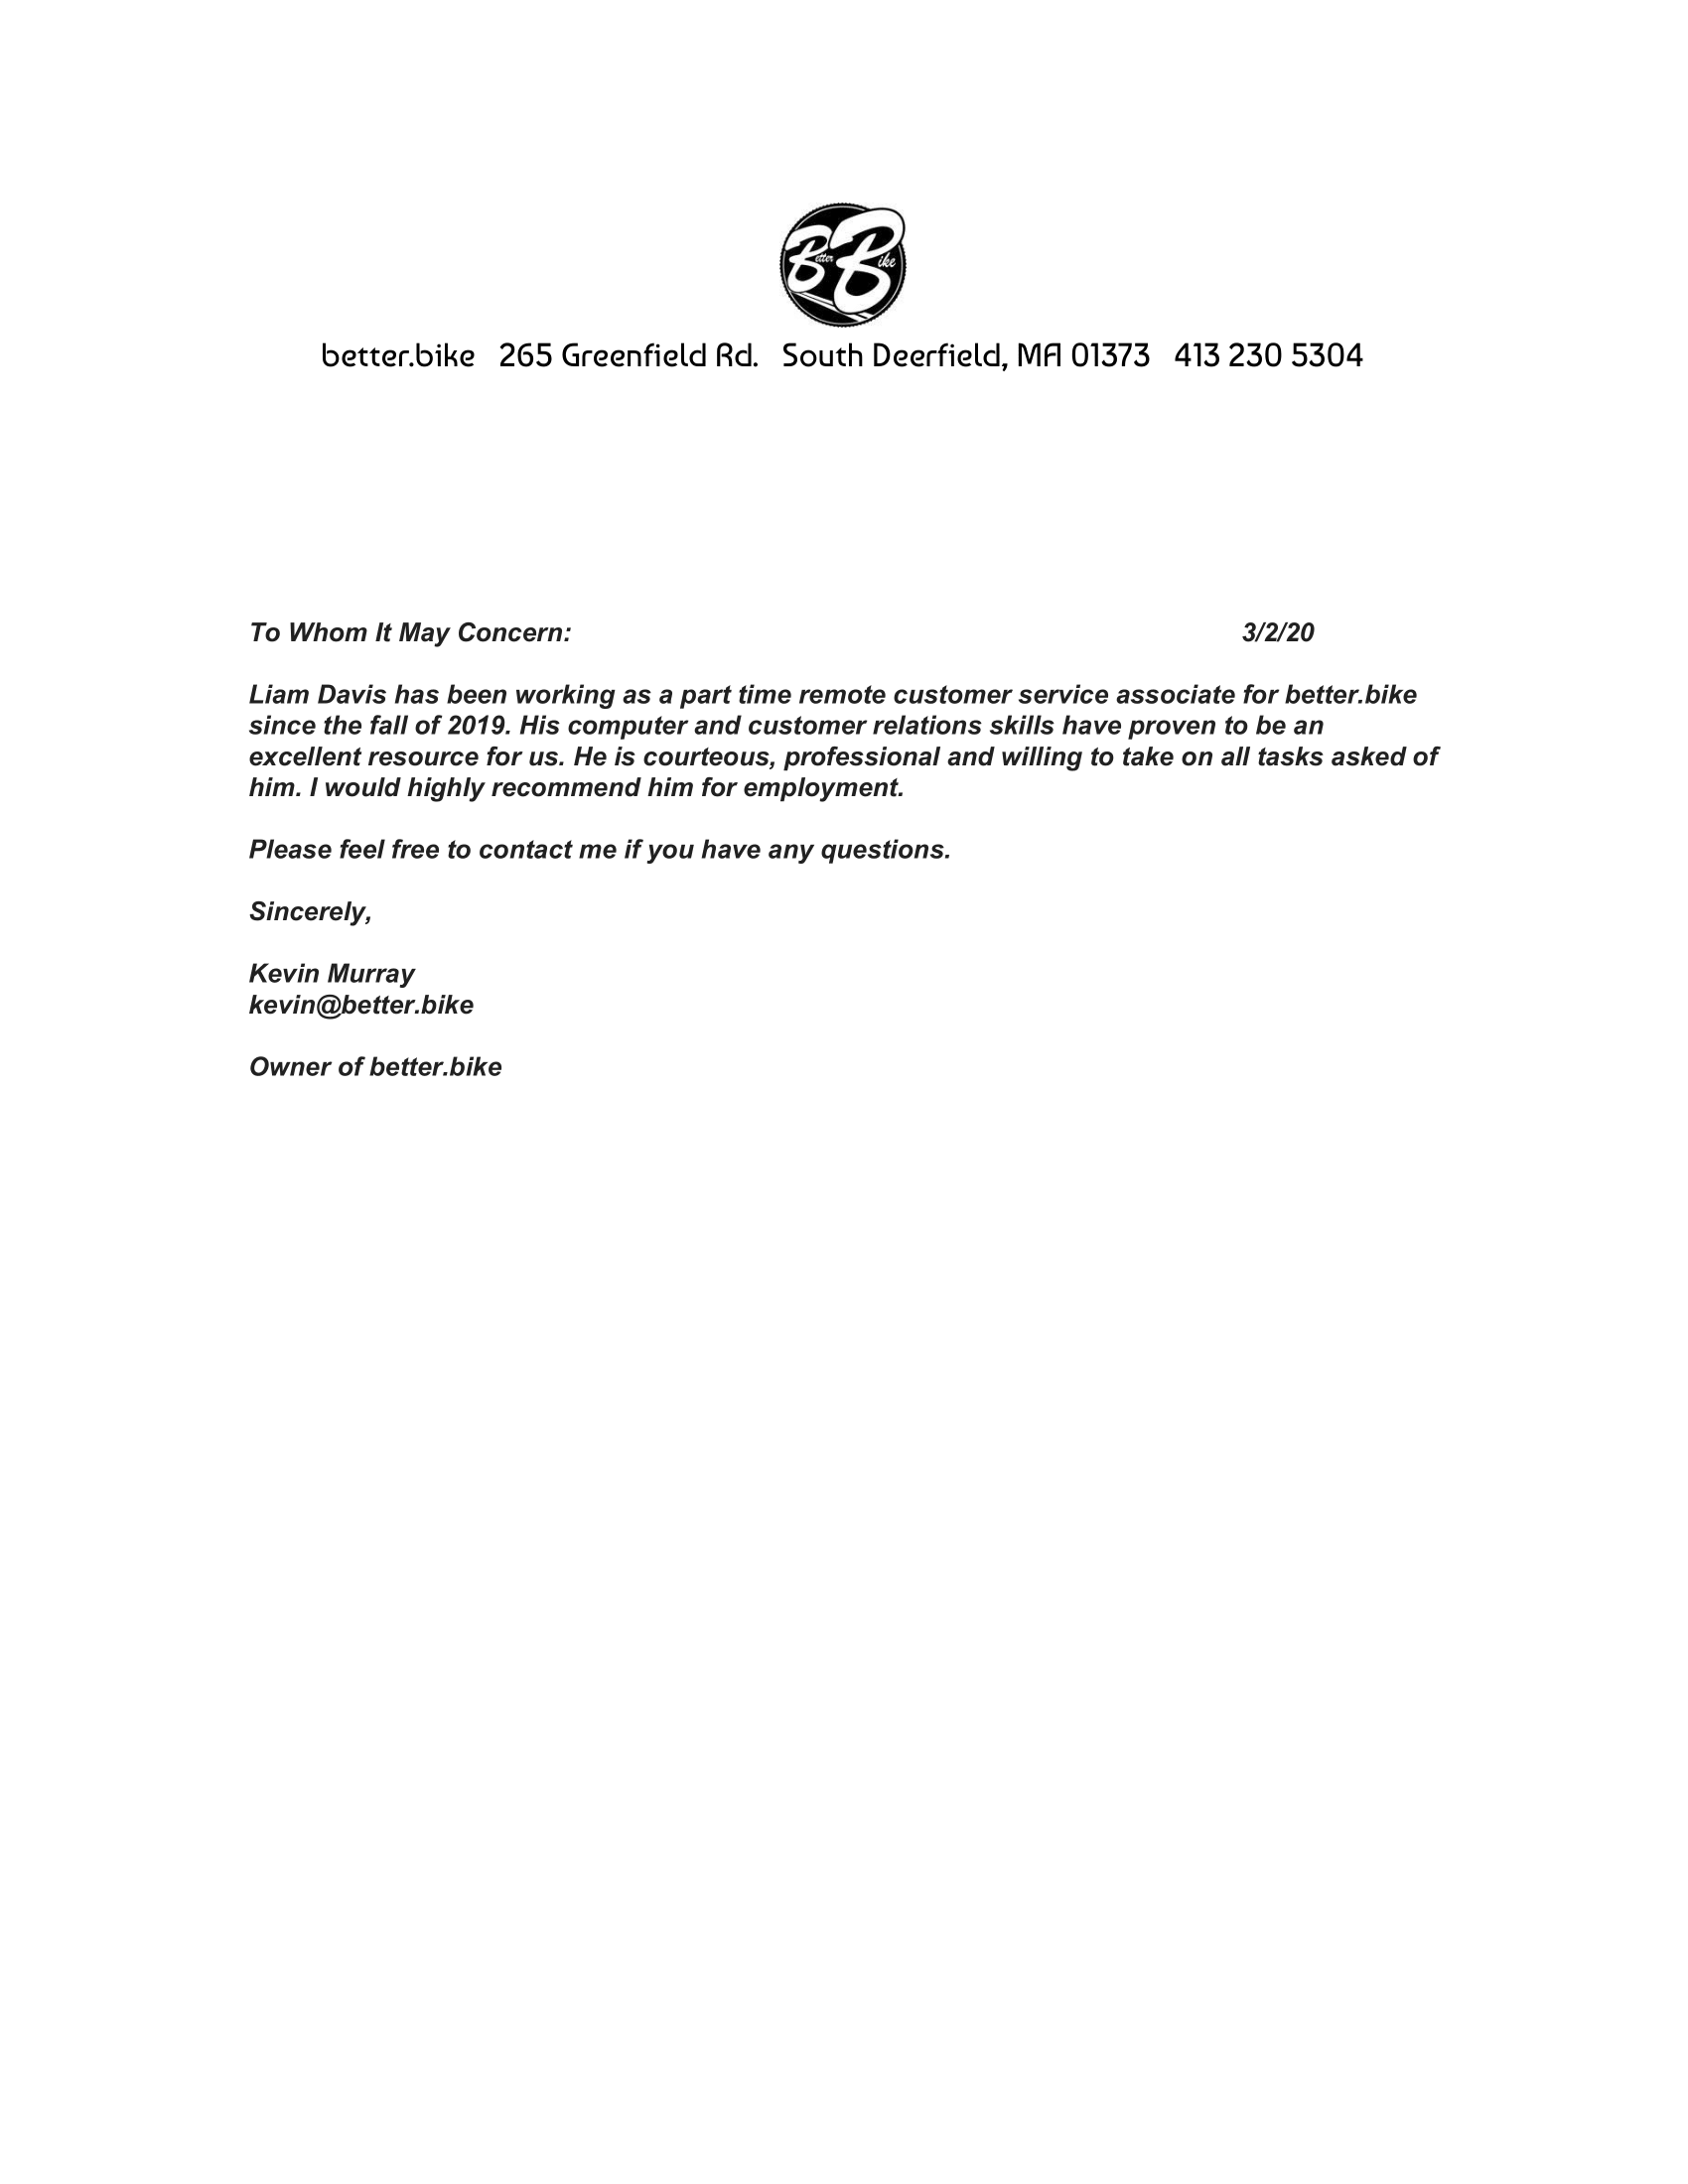 Better Bike
better.bike 265 Greenfield Rd. South Deerfield, MA 01373 413 230 5304
To Whom It May Concern: 3/2/20
Liam Davis has been working as a part time remote customer service associate for better.bike
since the fall of 2019. His computer and customer relations skills have proven to be an
excellent resource for us. He is courteous, professional and willing to take on all tasks asked of
him. I would highly recommend him for employment.
Please feel free to contact me if you have any questions.
Sincerely,
Kevin Murray
kevin@better.bike
Owner of better.bike